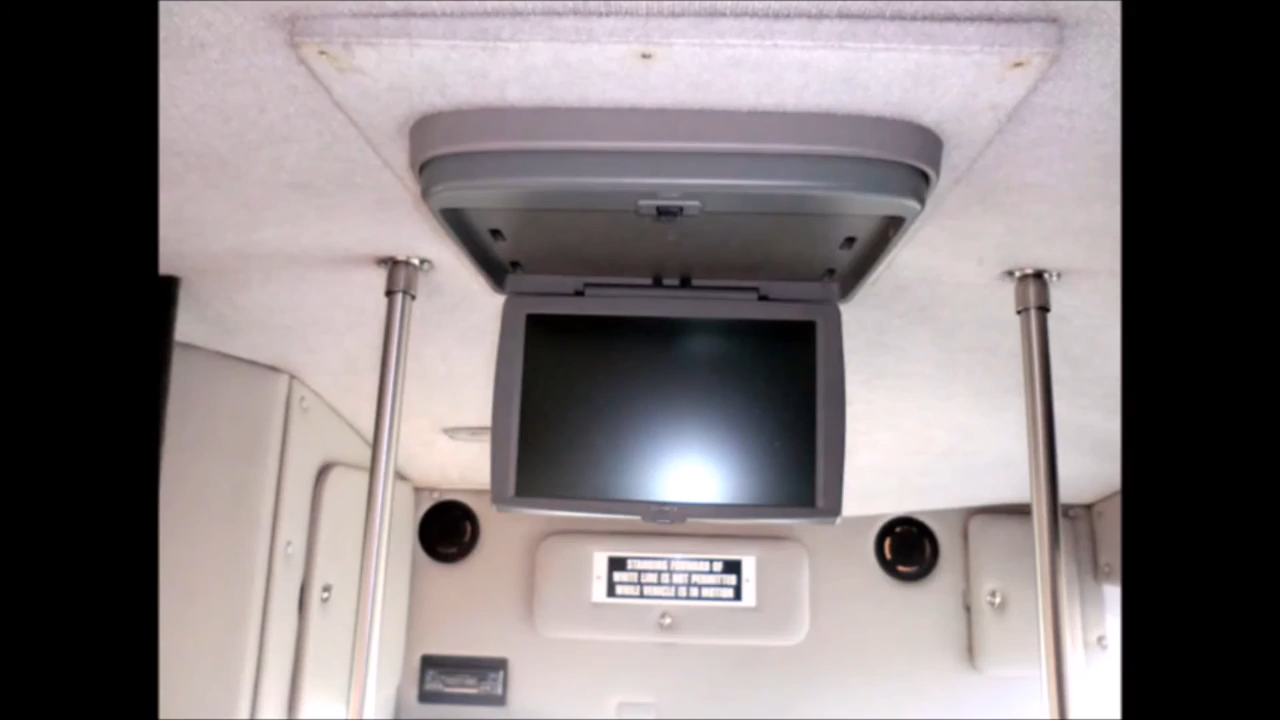 STANDING FORWARD OF
WHITE LINE IS NOT PERMITTED
WHILE VEHICLE IS IN MOTION